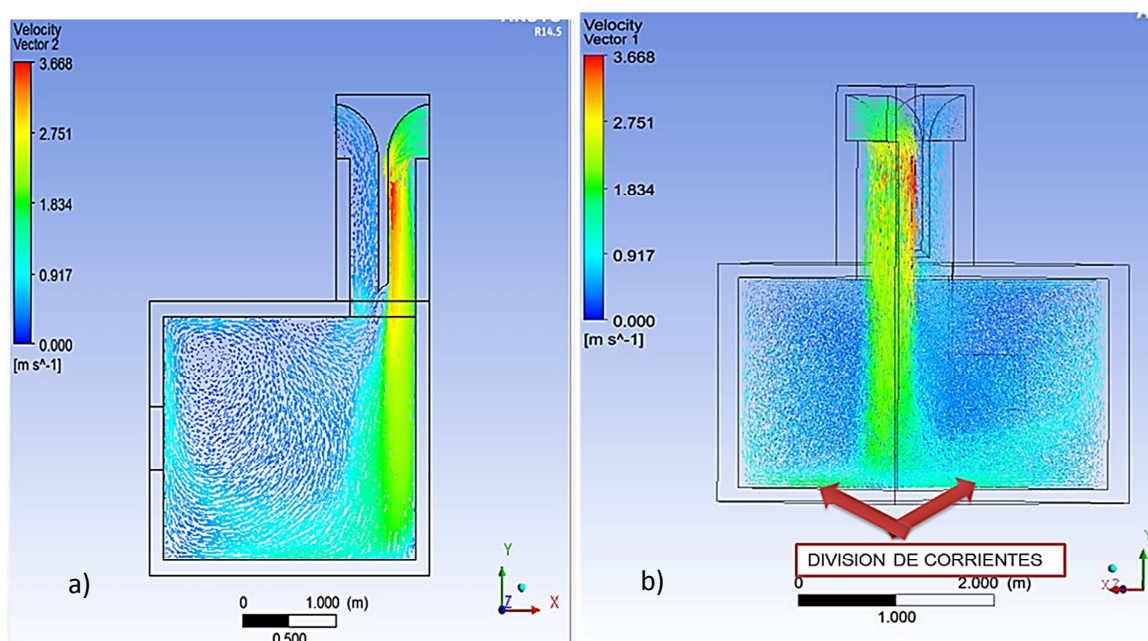 Velocity
Vector 2
R14.5
3.668
2.751
1.834
0.917
0.000
[m s^-1]
a)
Y
Z
X
0
1.000 (m)
0.500
Velocity
Vector 1
3.668
2.751
1.834
0.917
0.000
[m s^-1]
DIVISION DE CORRIENTES
b)
0
2.000 (m)
1.000
Y
X
Z